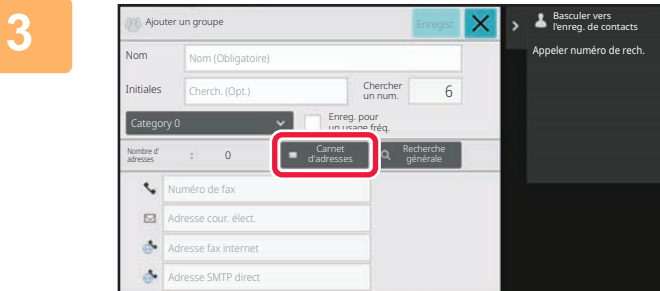 3
Ajouter un groupe
Enregist.
Basculer vers
l'enreg. de contacts
Appeler numéro de rech.
Nom
Nom (Obligatoire)
Initiales
Cherch. (Opt.)
Chercher
un num.
6
Category 0
Enreg. pour
un usage fréq.
Nombre d'
adresses
:
0
Carnet
d'adresses
Recherche
générale
Numéro de fax
Adresse cour. élect.
Adresse fax internet
Adresse SMTP direct